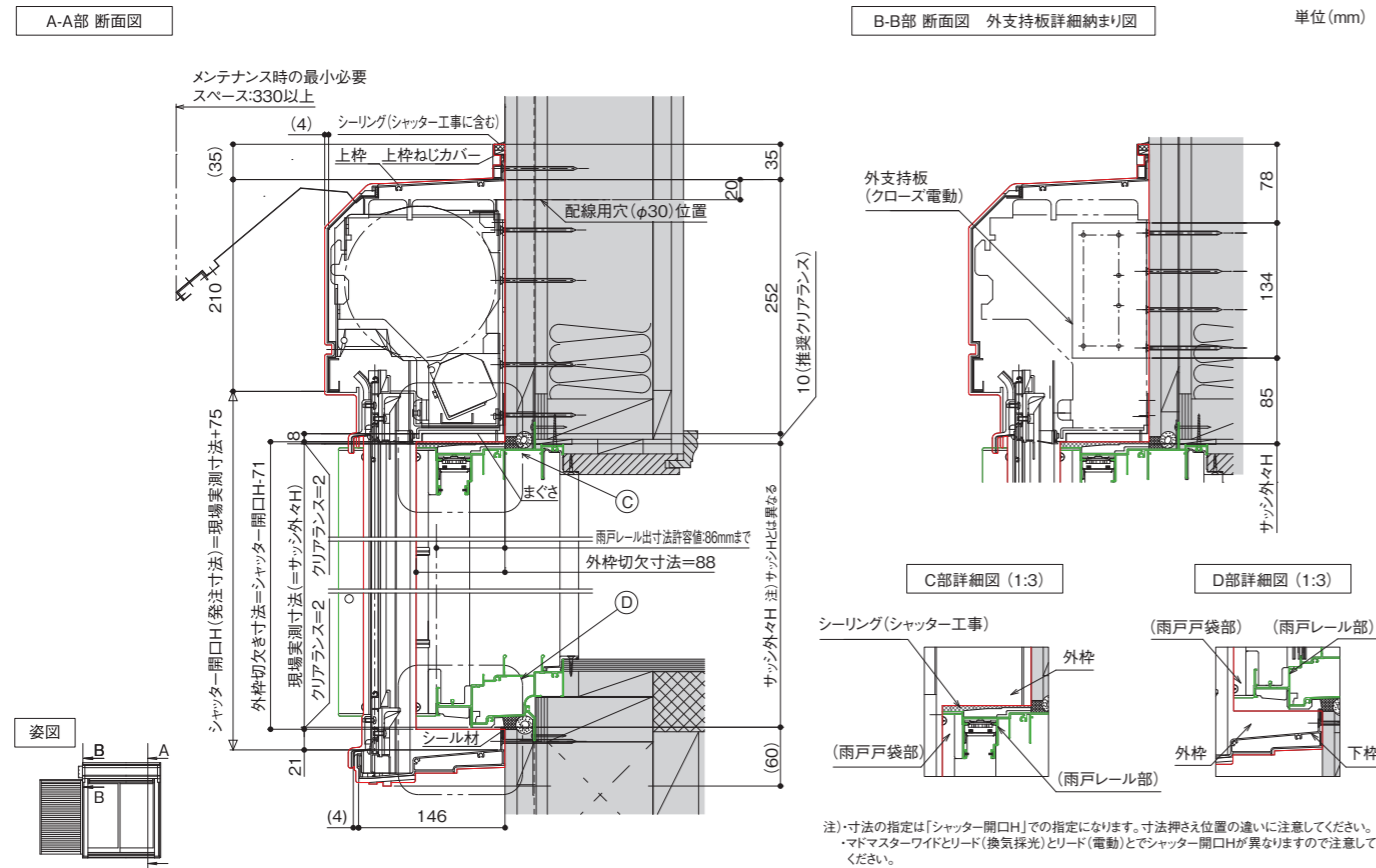 A-A部 断面図
B-B部 断面図 外支持板詳細納まり図
単位(mm)
メンテナンス時の最小必要
スペース:330以上
(4)
シーリング(シャッター工事に含む)
上枠 上枠ねじカバー
(35)
35
20
配線用穴(φ30)位置
210
252
10(推奨クリアランス)
8
まぐさ
C
雨戸レール出寸法許容値:86mmまで
外枠切欠寸法=88
シャッター開口H(発注寸法)=現場実測寸法+75
外枠切欠き寸法=シャッター開口H-71
現場実測寸法(=サッシ外々H)
クリアランス=2
クリアランス=2
サッシ外々H 注)サッシHとは異なる
D
シール材
21
(60)
(4)
146
姿図
B
A
B
外支持板
(クローズ電動)
78
134
85
サッシ外々H
C部詳細図 (1:3)
シーリング(シャッター工事)
外枠
(雨戸戸袋部)
(雨戸レール部)
D部詳細図 (1:3)
(雨戸戸袋部)
(雨戸レール部)
外枠
下枠
注)・寸法の指定は「シャッター開口H」での指定になります。寸法押さえ位置の違いに注意してください。
・マドマスターワイドとリード(換気採光)とリード(電動)とでシャッター開口Hが異なりますので注意して
ください。